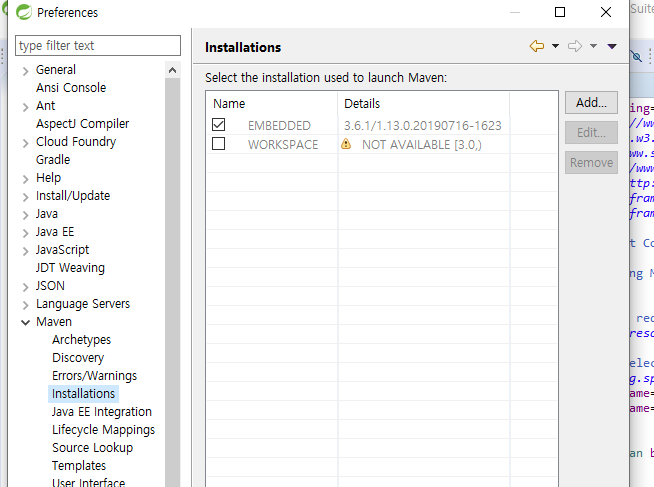 Preferences
Suite
type filter text
Installations
General
Ansi Console
Ant
AspectJ Compiler
Cloud Foundry
Gradle
Help
Install/Update
Java
Java EE
JavaScript
JDT Weaving
JSON
Language Servers
Maven
Archetypes
Discovery
Errors/Warnings
Installations
Java EE Integration
Lifecycle Mappings
Source Lookup
Templates
User Interface
Select the installation used to launch Maven:
Name Details
EMBEDDED 3.6.1/1.13.0.20190716-1623
WORKSPACE NOT AVAILABLE [3.0,)
Add...
Edit...
Remove
ing=
//ww
.w3.
ww.s
/www
ttp:
fram
fram
t Co
ng M
rec
resc
elec
g.sp
ame=
ame=
an b